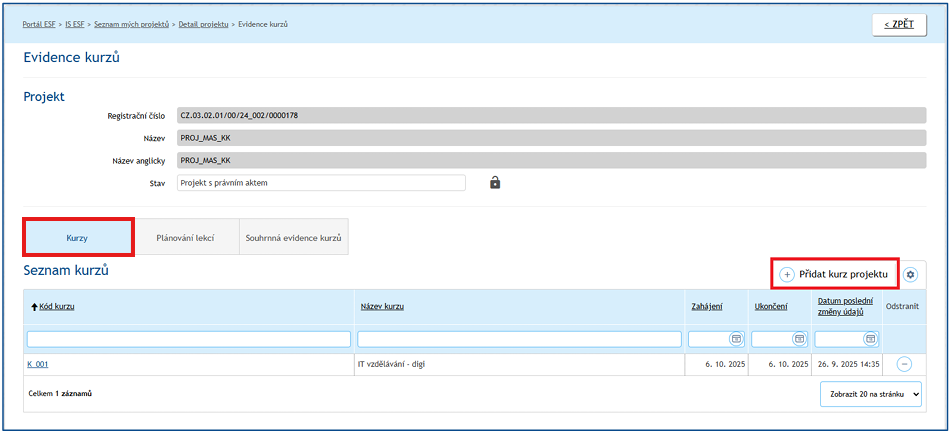 Portál ESF > IS ESF > Seznam mých projektů > Detail projektu > Evidence kurzů
< ZPĚT
Evidence kurzů
Projekt
Registrační číslo CZ.03.02.01/00/24_002/0000178
Název PROJ_MAS_KK
Název anglicky PROJ_MAS_KK
Stav Projekt s právním aktem
Kurzy Plánování lekcí Souhrnná evidence kurzů
Seznam kurzů
Přidat kurz projektu
Kód kurzu Název kurzu Zahájení Ukončení Datum poslední změny údajů Odstranit
K_001 IT vzdělávání - digi 6. 10. 2025 6. 10. 2025 26. 9. 2025 14:35
Celkem 1 záznamů
Zobrazit 20 na stránku